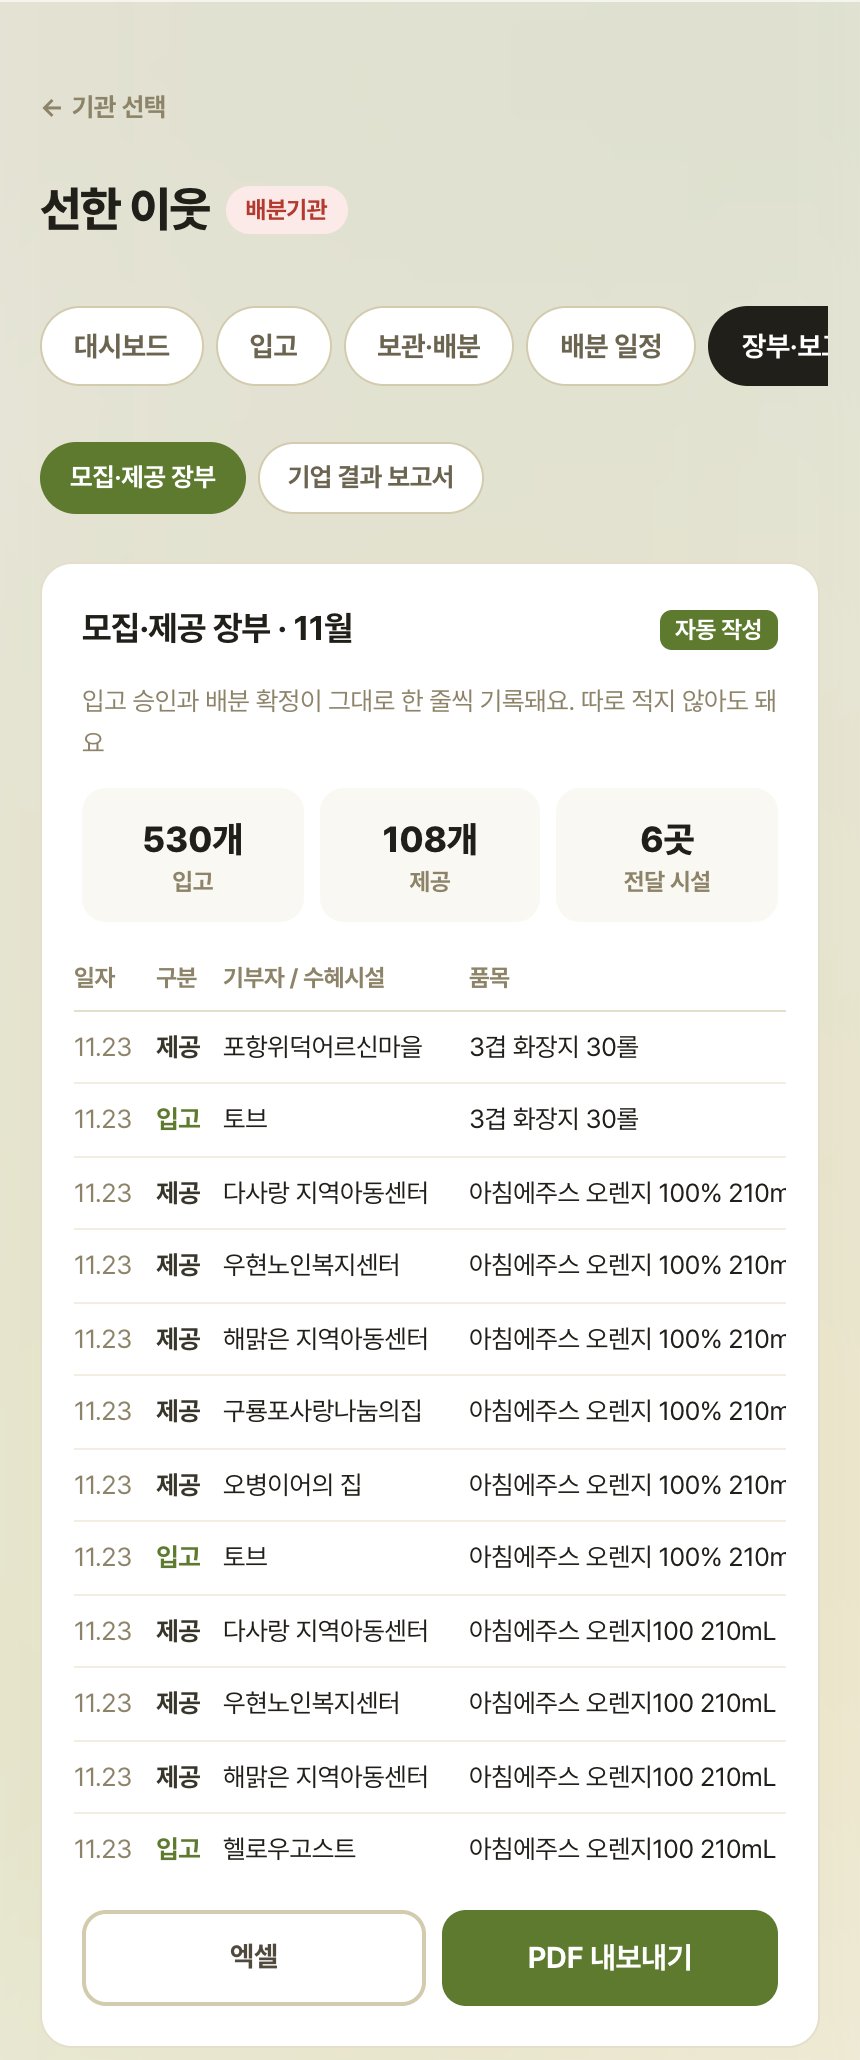 ← 기관 선택
선한 이웃 배분기관
대시보드 입고 보관·배분 배분 일정 장부·보
모집·제공 장부 기업 결과 보고서
모집·제공 장부 · 11월 자동 작성
입고 승인과 배분 확정이 그대로 한 줄씩 기록돼요. 따로 적지 않아도 돼
요
530개 108개 6곳
입고 제공 전달 시설
일자 구분 기부자 / 수혜시설 품목
11.23 제공 포항위덕어르신마을 3겹 화장지 30롤
11.23 입고 토브 3겹 화장지 30롤
11.23 제공 다사랑 지역아동센터 아침에주스 오렌지 100% 210m
11.23 제공 우현노인복지센터 아침에주스 오렌지 100% 210m
11.23 제공 해맑은 지역아동센터 아침에주스 오렌지 100% 210m
11.23 제공 구룡포사랑나눔의집 아침에주스 오렌지 100% 210m
11.23 제공 오병이어의 집 아침에주스 오렌지 100% 210m
11.23 입고 토브 아침에주스 오렌지 100% 210m
11.23 제공 다사랑 지역아동센터 아침에주스 오렌지100 210mL
11.23 제공 우현노인복지센터 아침에주스 오렌지100 210mL
11.23 제공 해맑은 지역아동센터 아침에주스 오렌지100 210mL
11.23 입고 헬로우고스트 아침에주스 오렌지100 210mL
엑셀 PDF 내보내기